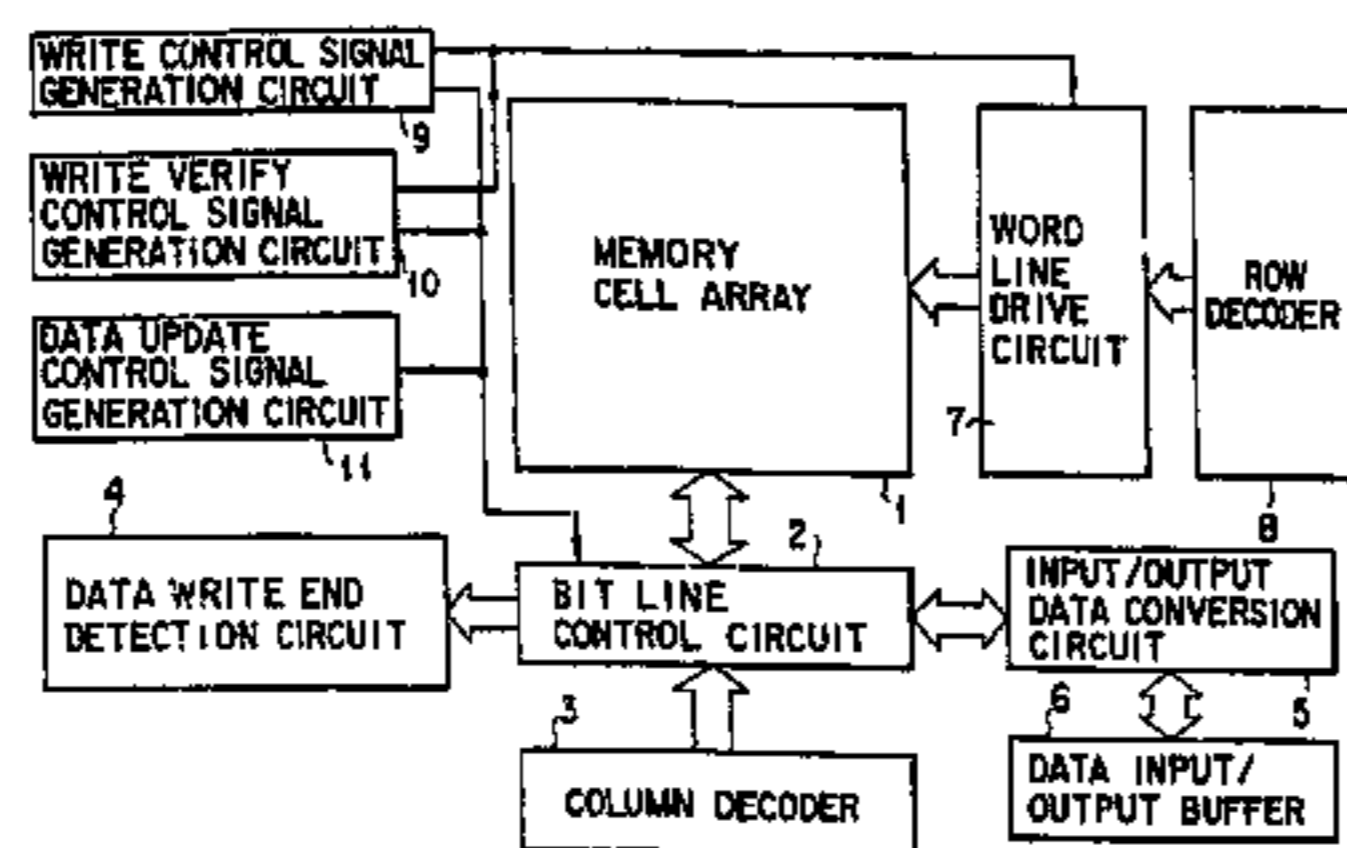 WRITE CONTROL SIGNAL
GENERATION CIRCUIT
9
WRITE VERIFY
CONTROL SIGNAL
GENERATION CIRCUIT
10
DATA UPDATE
CONTROL SIGNAL
GENERATION CIRCUIT
11
MEMORY
CELL ARRAY
1
WORD
LINE
DRIVE
CIRCUIT
7
ROW
DECODER
8
4
DATA WRITE END
DETECTION CIRCUIT
2
BIT LINE
CONTROL CIRCUIT
INPUT/OUTPUT
DATA CONVERSION
CIRCUIT
5
3
COLUMN DECODER
6
DATA INPUT/
OUTPUT BUFFER